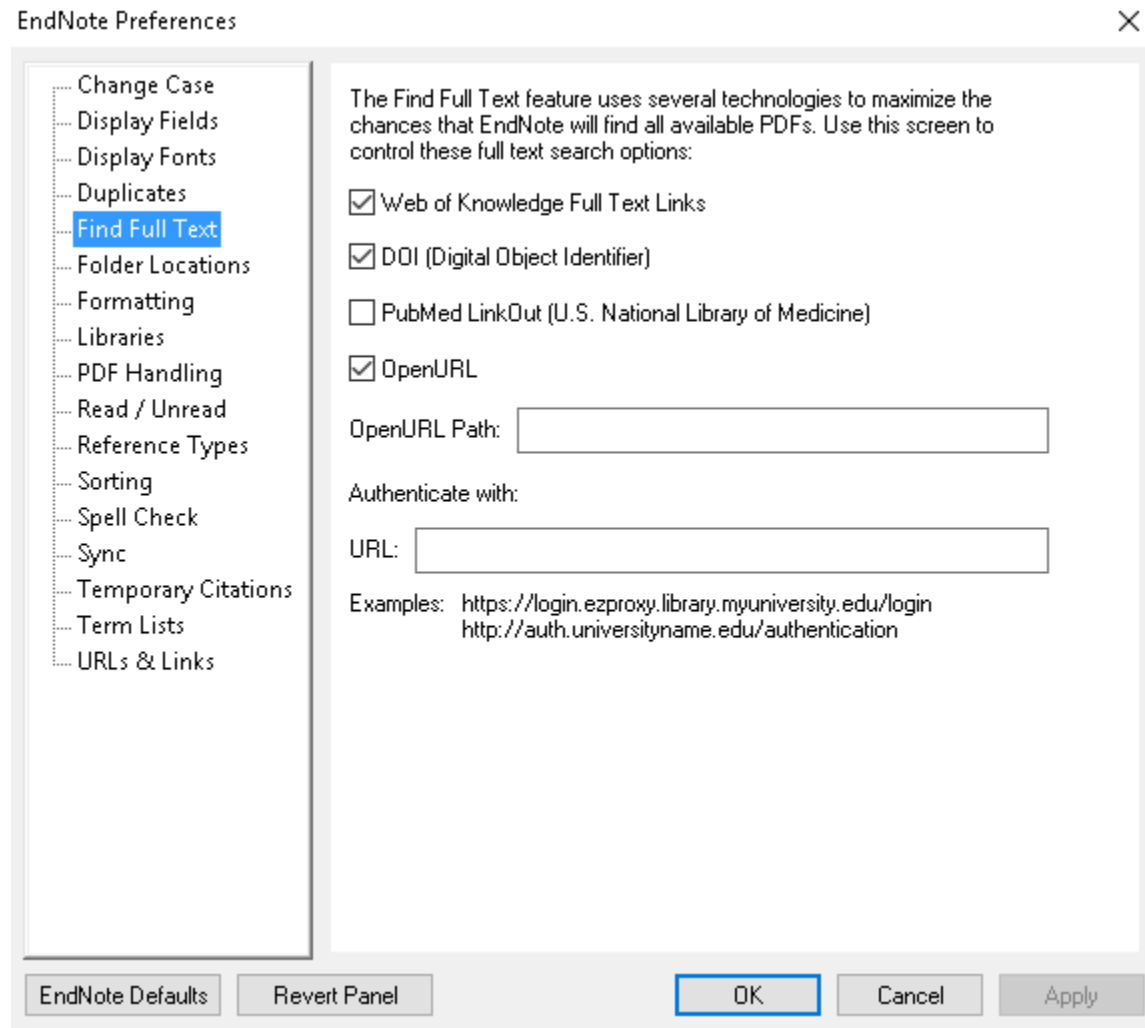 EndNote Preferences
Change Case
Display Fields
Display Fonts
Duplicates
Find Full Text
Folder Locations
Formatting
Libraries
PDF Handling
Read / Unread
Reference Types
Sorting
Spell Check
Sync
Temporary Citations
Term Lists
URLs & Links
The Find Full Text feature uses several technologies to maximize the
chances that EndNote will find all available PDFs. Use this screen to
control these full text search options:
Web of Knowledge Full Text Links
DOI (Digital Object Identifier)
PubMed LinkOut (U.S. National Library of Medicine)
OpenURL
OpenURL Path:
Authenticate with:
URL:
Examples: https://login.ezproxy.library.myuniversity.edu/login
http://auth.universityname.edu/authentication
EndNote Defaults Revert Panel OK Cancel Apply